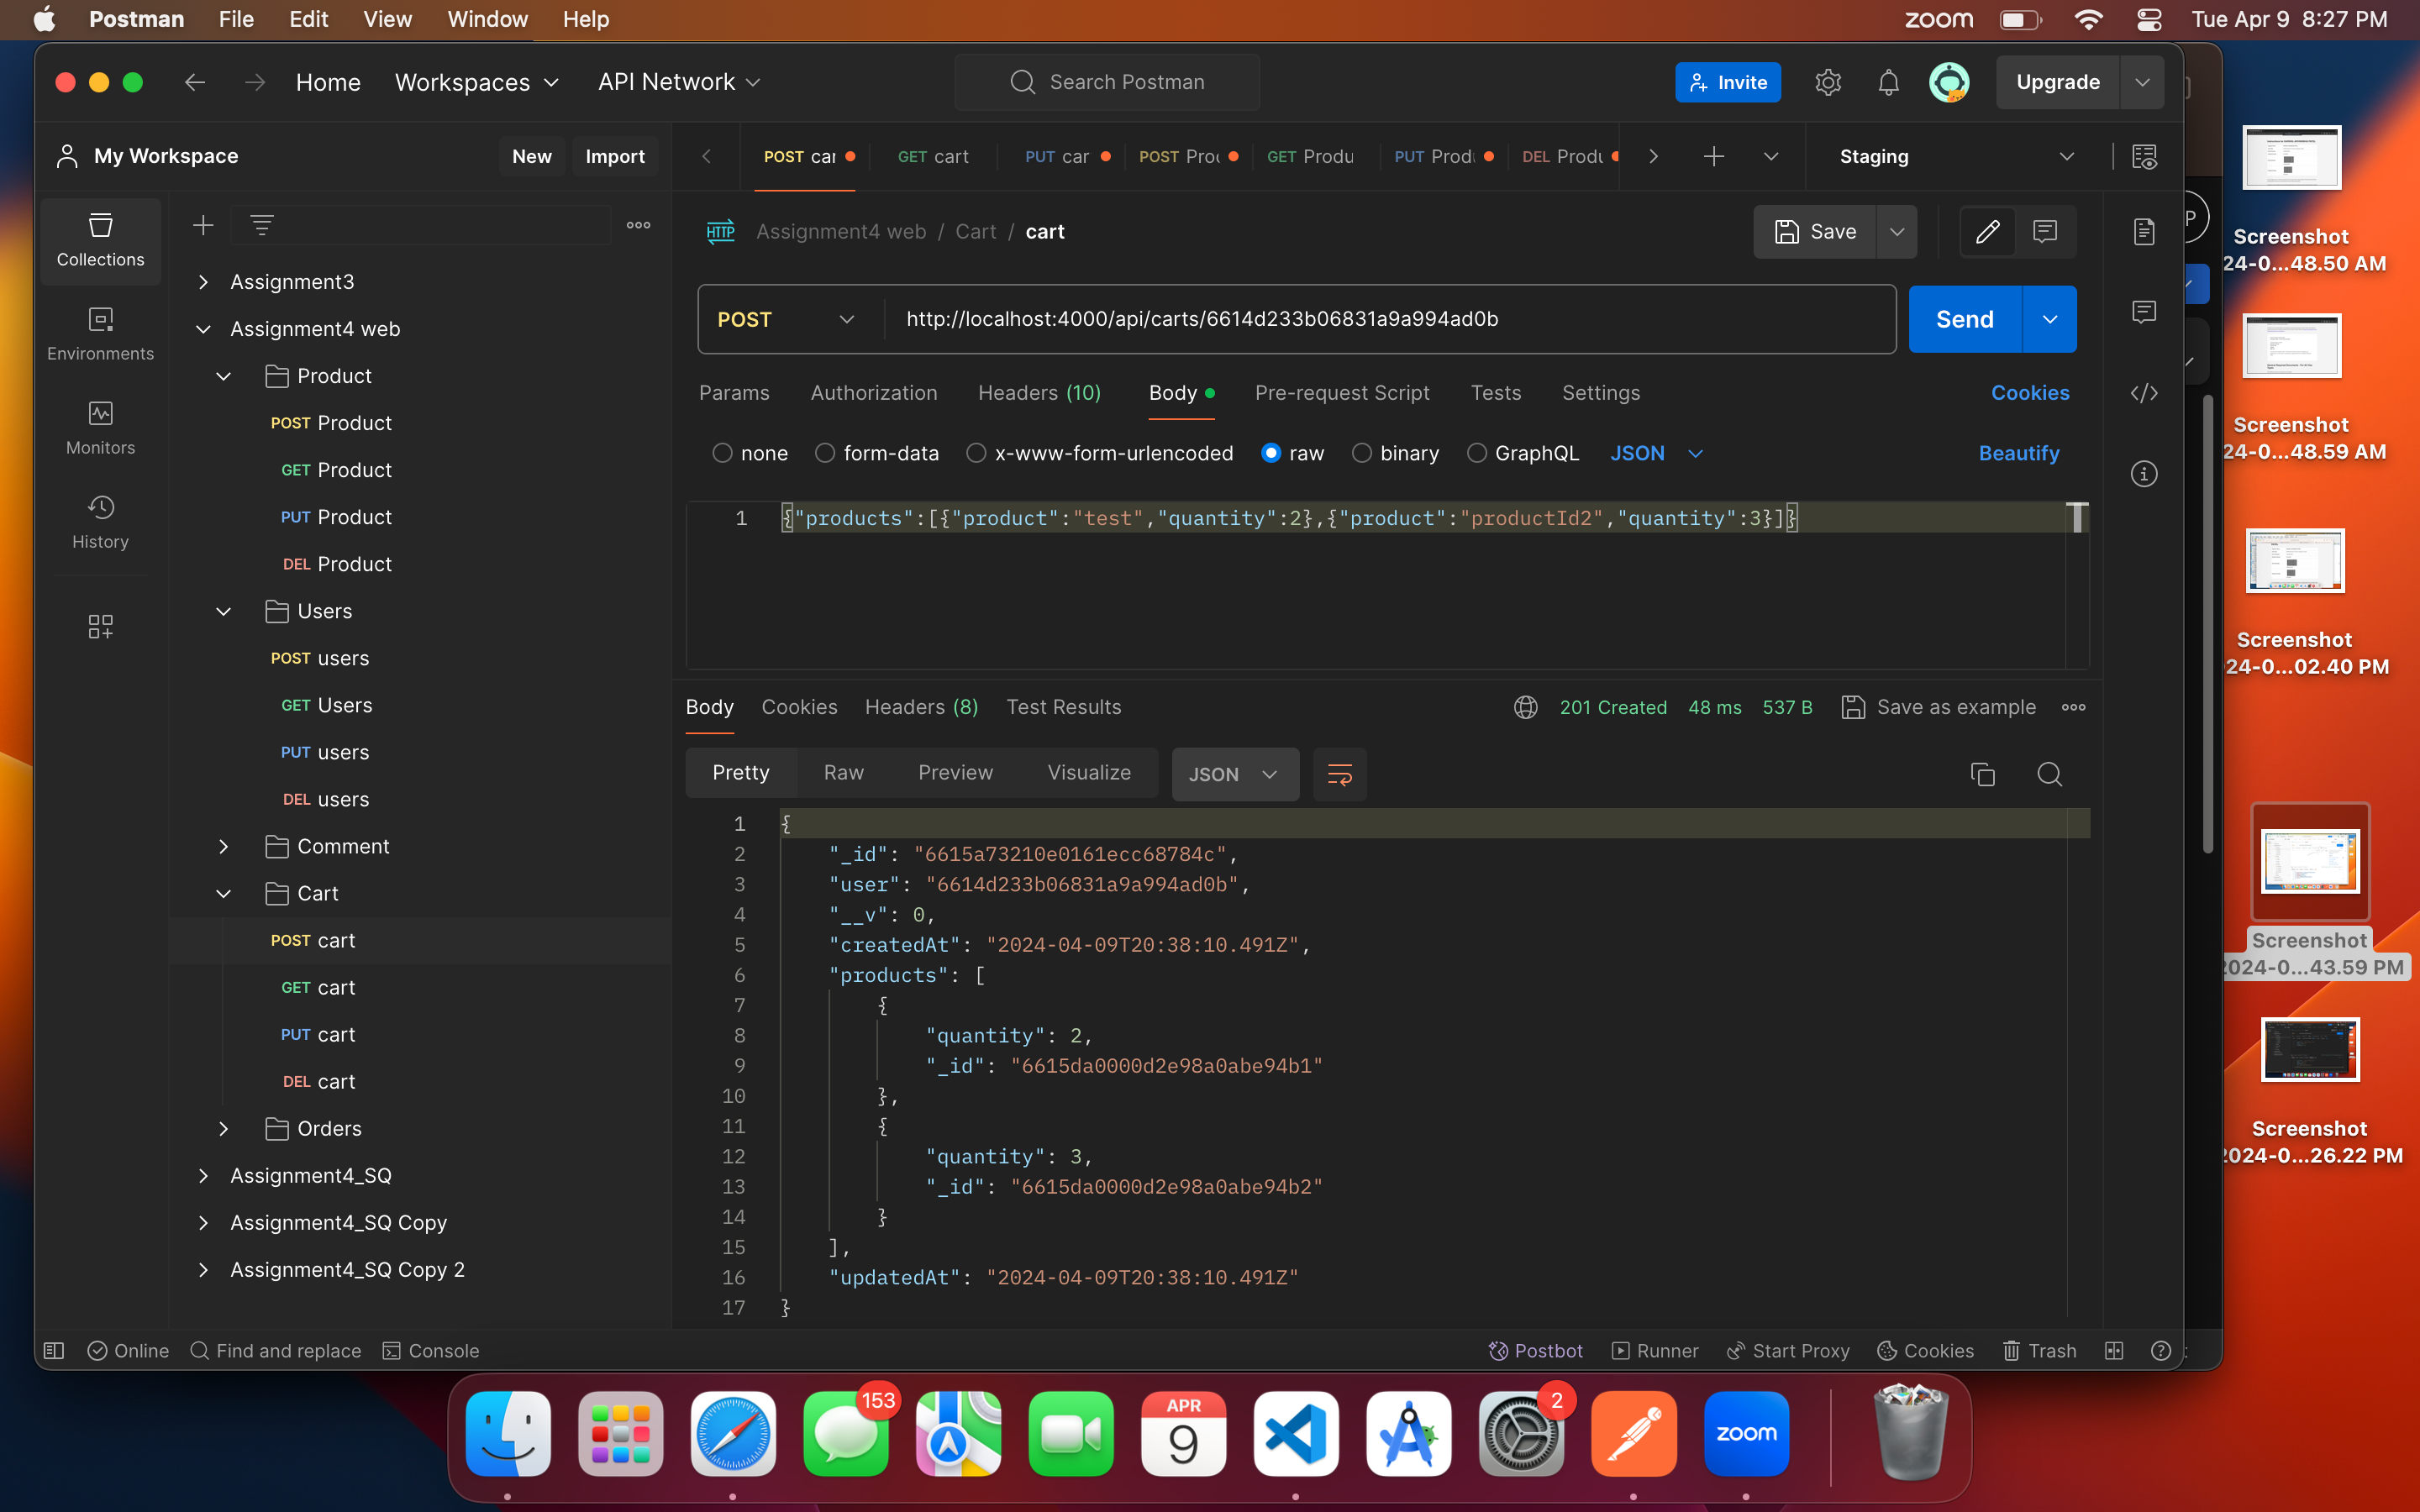 Postman File Edit View Window Help zoom Tue Apr 9 8:27 PM
Home Workspaces API Network Search Postman Invite Upgrade
My Workspace New Import POST car GET cart PUT car POST Proc GET Produ PUT Prod DEL Produ Staging
Collections
Environments
Monitors
History
Assignment3
Assignment4 web
Product
POST Product
GET Product
PUT Product
DEL Product
Users
POST users
GET Users
PUT users
DEL users
Comment
Cart
POST cart
GET cart
PUT cart
DEL cart
Orders
Assignment4_SQ
Assignment4_SQ Copy
Assignment4_SQ Copy 2
HTTP Assignment4 web / Cart / cart Save
POST http://localhost:4000/api/carts/6614d233b06831a9a994ad0b Send
Params Authorization Headers (10) Body Pre-request Script Tests Settings Cookies
none form-data x-www-form-urlencoded raw binary GraphQL JSON Beautify
1 {"products":[{"product":"test","quantity":2},{"product":"productId2","quantity":3}]}
Body Cookies Headers (8) Test Results 201 Created 48 ms 537 B Save as example
Pretty Raw Preview Visualize JSON
1 {
2 "_id": "6615a73210e0161ecc68784c",
3 "user": "6614d233b06831a9a994ad0b",
4 "__v": 0,
5 "createdAt": "2024-04-09T20:38:10.491Z",
6 "products": [
7 {
8 "quantity": 2,
9 "_id": "6615da0000d2e98a0abe94b1"
10 },
11 {
12 "quantity": 3,
13 "_id": "6615da0000d2e98a0abe94b2"
14 }
15 ],
16 "updatedAt": "2024-04-09T20:38:10.491Z"
17 }
Online Find and replace Console Postbot Runner Start Proxy Cookies Trash
P
Screenshot
24-0...48.50 AM
Screenshot
24-0...48.59 AM
Screenshot
24-0...02.40 PM
Screenshot
2024-0...43.59 PM
Screenshot
2024-0...26.22 PM
153 APR 9 2 zoom